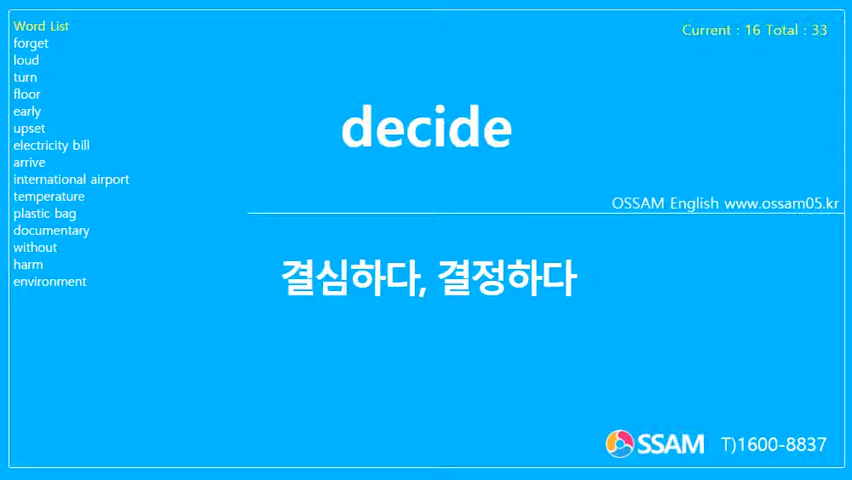 Word List
forget
loud
turn
floor
early
upset
electricity bill
arrive
international airport
temperature
plastic bag
documentary
without
harm
environment
Current : 16 Total : 33
decide
OSSAM English www.ossam05.kr
결심하다, 결정하다
OSSAM T)1600-8837